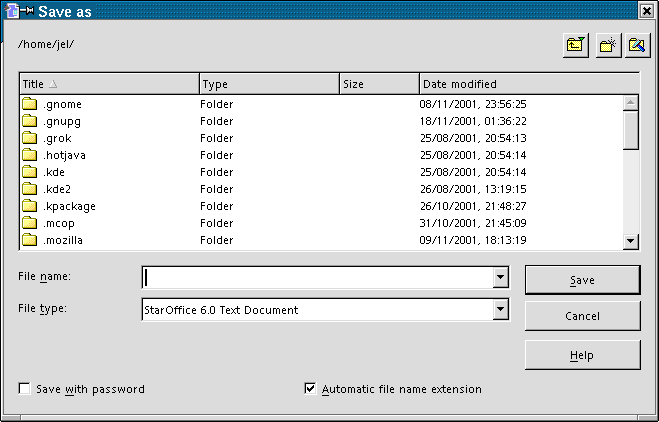 Save as
/home/jel/
Title Type Size Date modified
.gnome Folder 08/11/2001, 23:56:25
.gnupg Folder 18/11/2001, 01:36:22
.grok Folder 25/08/2001, 20:54:13
.hotjava Folder 25/08/2001, 20:54:14
.kde Folder 25/08/2001, 20:54:14
.kde2 Folder 26/08/2001, 13:19:15
.kpackage Folder 26/10/2001, 21:48:27
.mcop Folder 31/10/2001, 21:45:09
.mozilla Folder 09/11/2001, 18:13:19
File name: Save
File type: StarOffice 6.0 Text Document Cancel
Help
Save with password Automatic file name extension